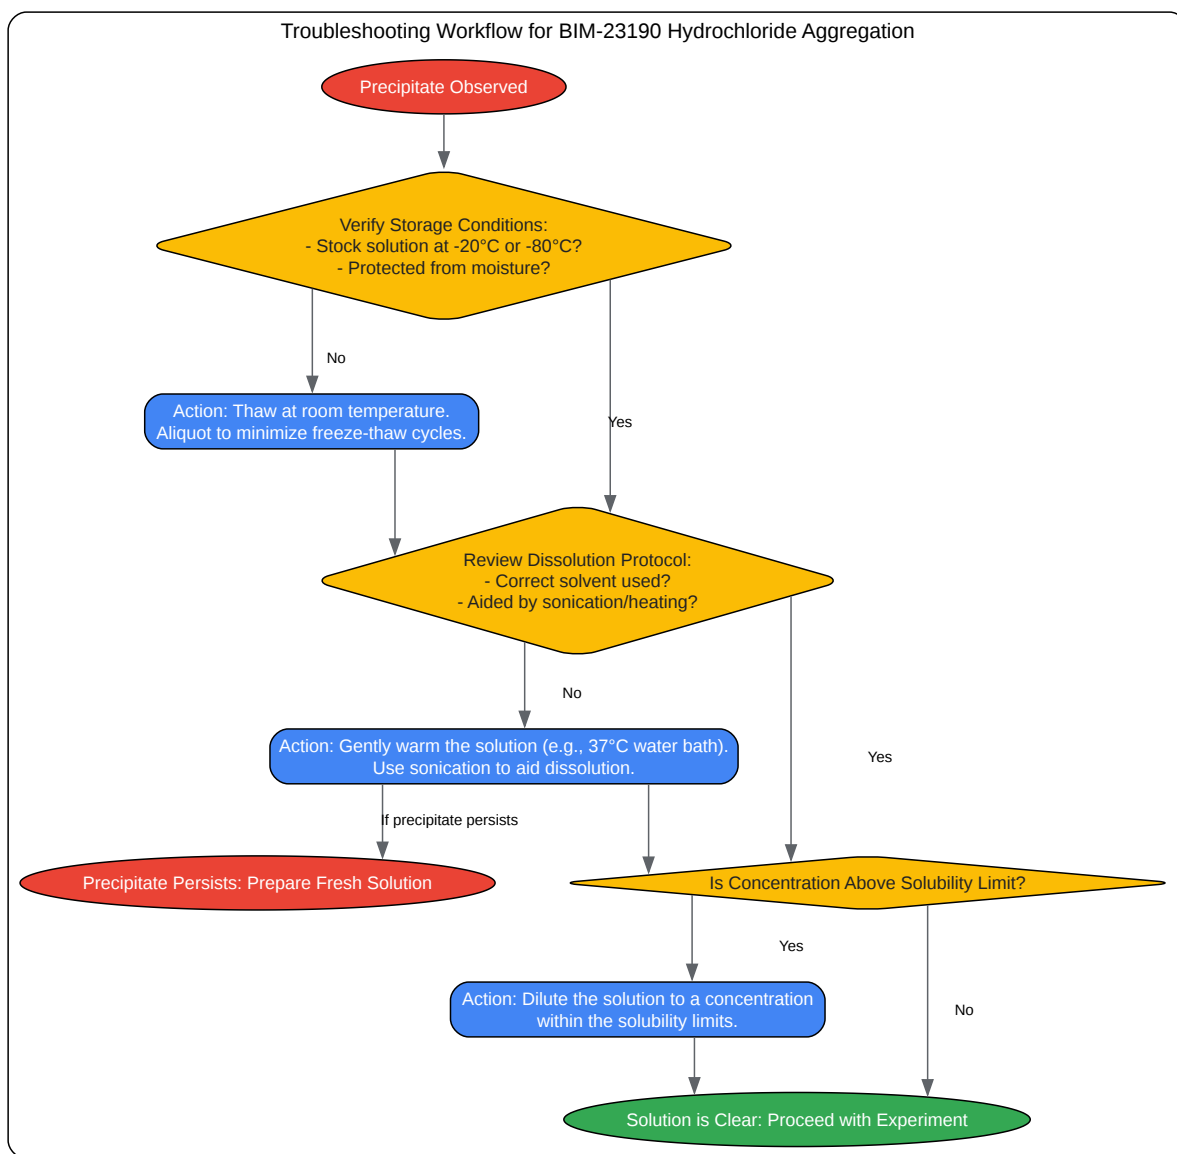 Troubleshooting Workflow for BIM-23190 Hydrochloride Aggregation
Precipitate Observed
Verify Storage Conditions:
- Stock solution at -20°C or -80°C?
- Protected from moisture?
No
Action: Thaw at room temperature.
Aliquot to minimize freeze-thaw cycles.
Yes
Review Dissolution Protocol:
- Correct solvent used?
- Aided by sonication/heating?
No
Action: Gently warm the solution (e.g., 37°C water bath).
Use sonication to aid dissolution.
Yes
If precipitate persists
Precipitate Persists: Prepare Fresh Solution
Is Concentration Above Solubility Limit?
Yes
Action: Dilute the solution to a concentration
within the solubility limits.
No
Solution is Clear: Proceed with Experiment